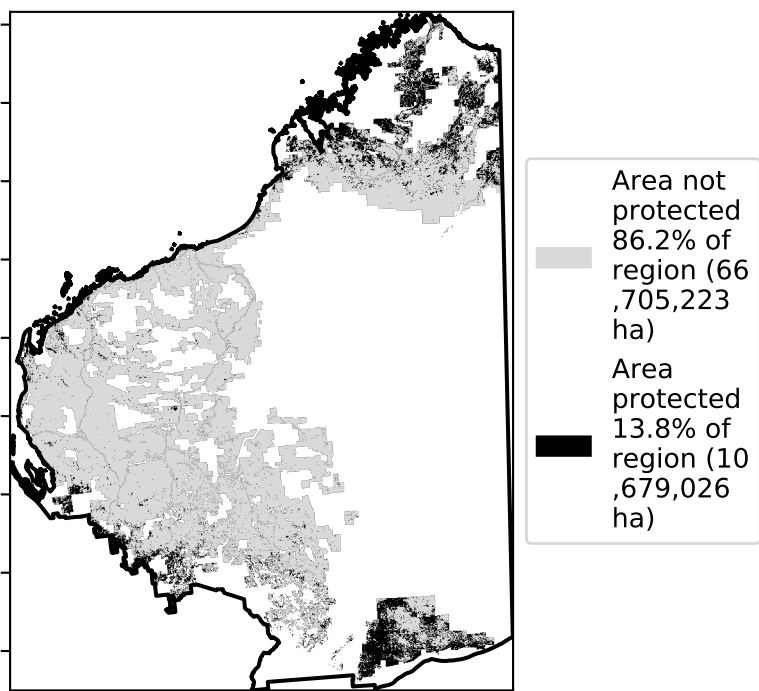 Area not
protected
86.2% of
region (66
,705,223
ha)
Area
protected
13.8% of
region (10
,679,026
ha)